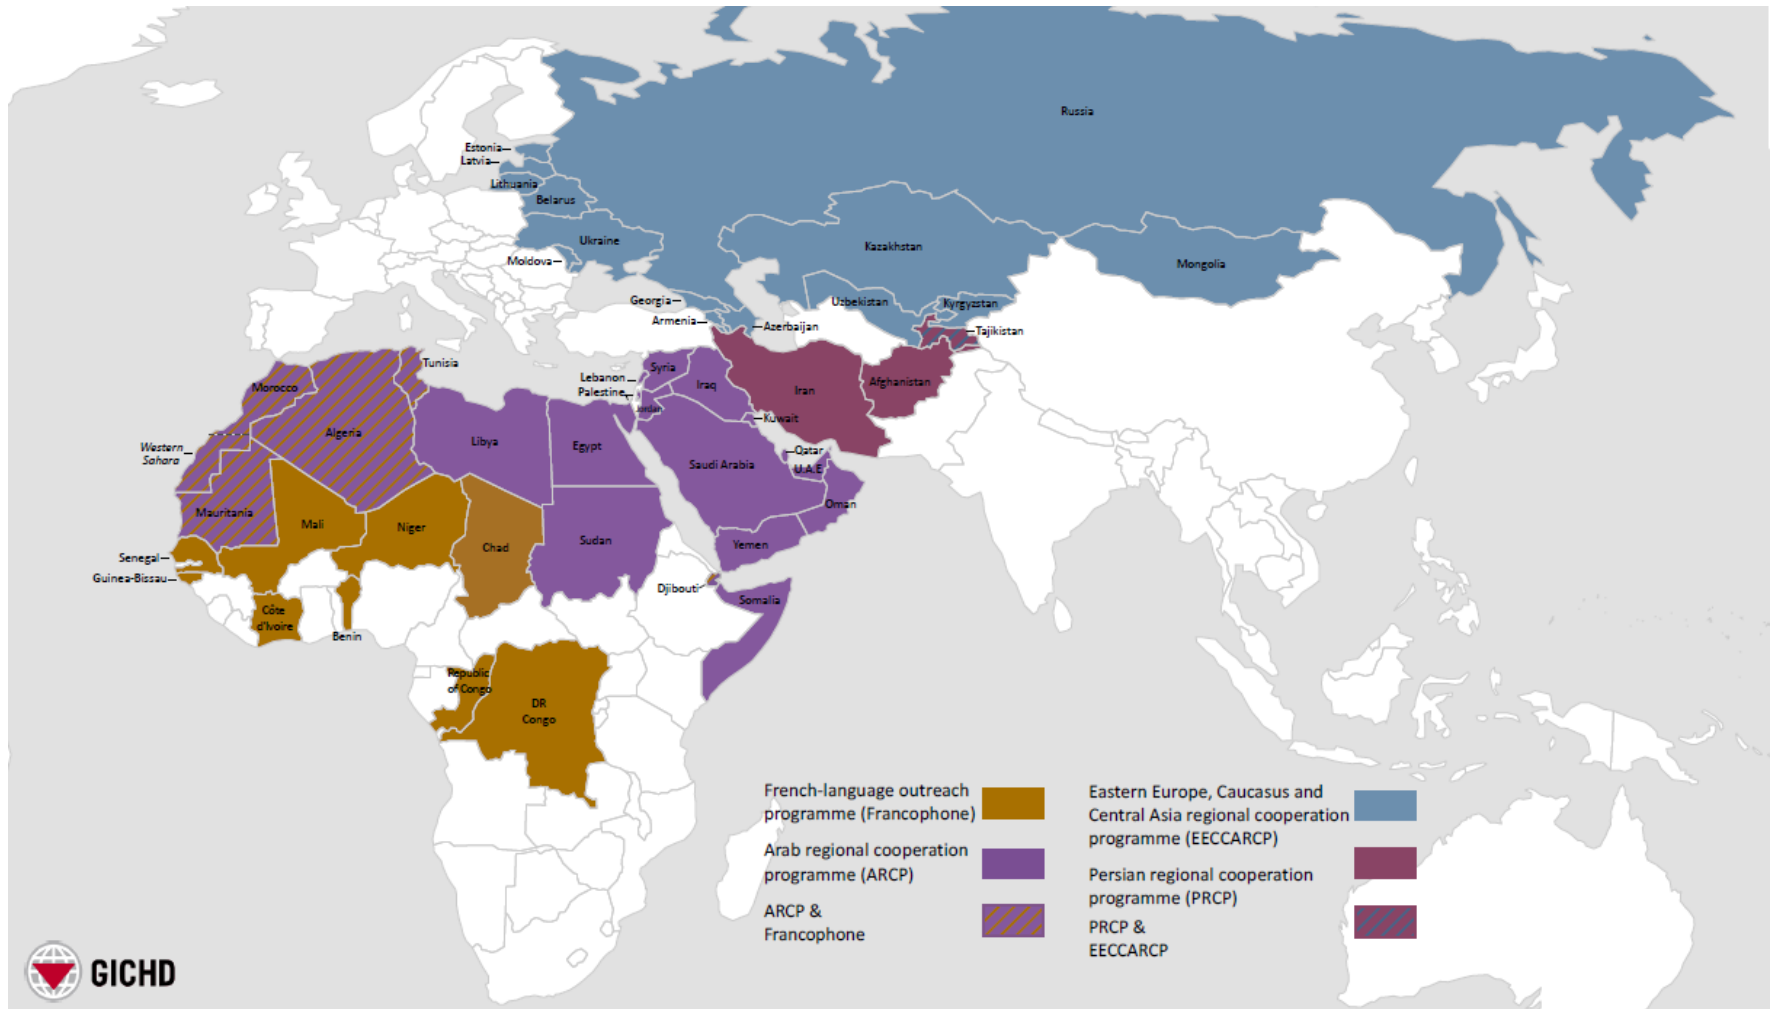 Russia
Estonia
Latvia
Lithuania
Belarus
Ukraine
Kazakhstan
Moldova
Mongolia
Georgia
Uzbekistan
Kyrgyzstan
Armenia
Azerbaijan
Tajikistan
Tunisia
Syria
Lebanon
Palestine
Iraq
Iran
Afghanistan
Morocco
Jordan
Kuwait
Algeria
Libya
Egypt
Western
Sahara
Qatar
U.A.E
Saudi Arabia
Oman
Mauritania
Mali
Niger
Chad
Sudan
Yemen
Senegal
Guinea-Bissau
Djibouti
Somalia
Côte
d'Ivoire
Benin
Republic
of Congo
DR
Congo
French-language outreach
programme (Francophone)
Arab regional cooperation
programme (ARCP)
ARCP &
Francophone
Eastern Europe, Caucasus and
Central Asia regional cooperation
programme (EECCARCP)
Persian regional cooperation
programme (PRCP)
PRCP &
EECCARCP
GICHD